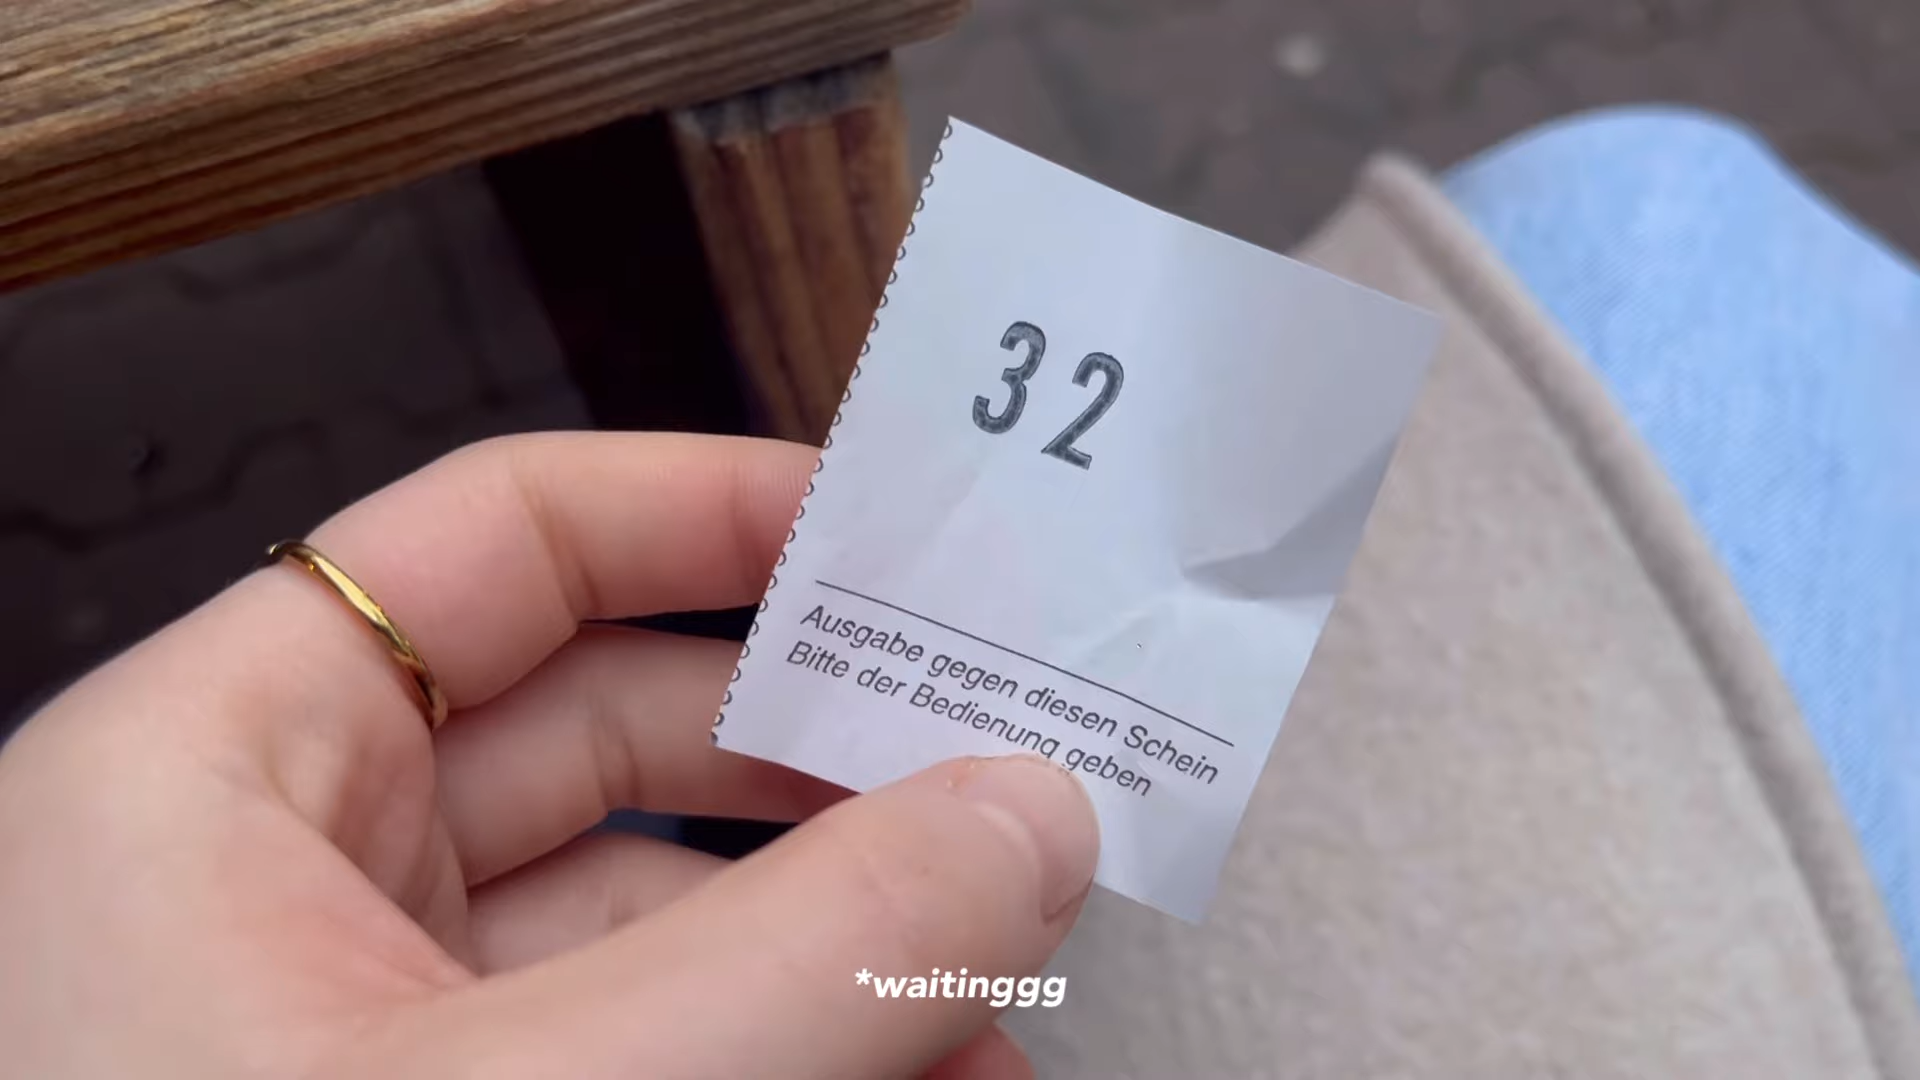 32
Ausgabe gegen diesen Schein
Bitte der Bedienung geben
*waitinggg